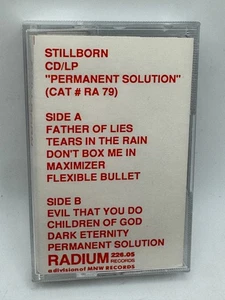 STILLBORN
CD/LP
"PERMANENT SOLUTION"
(CAT # RA 79)
SIDE A
FATHER OF LIES
TEARS IN THE RAIN
DON'T BOX ME IN
MAXIMIZER
FLEXIBLE BULLET
SIDE B
EVIL THAT YOU DO
CHILDREN OF GOD
DARK ETERNITY
PERMANENT SOLUTION
RADIUM 226.05 RECORDS
a division of MNW RECORDS